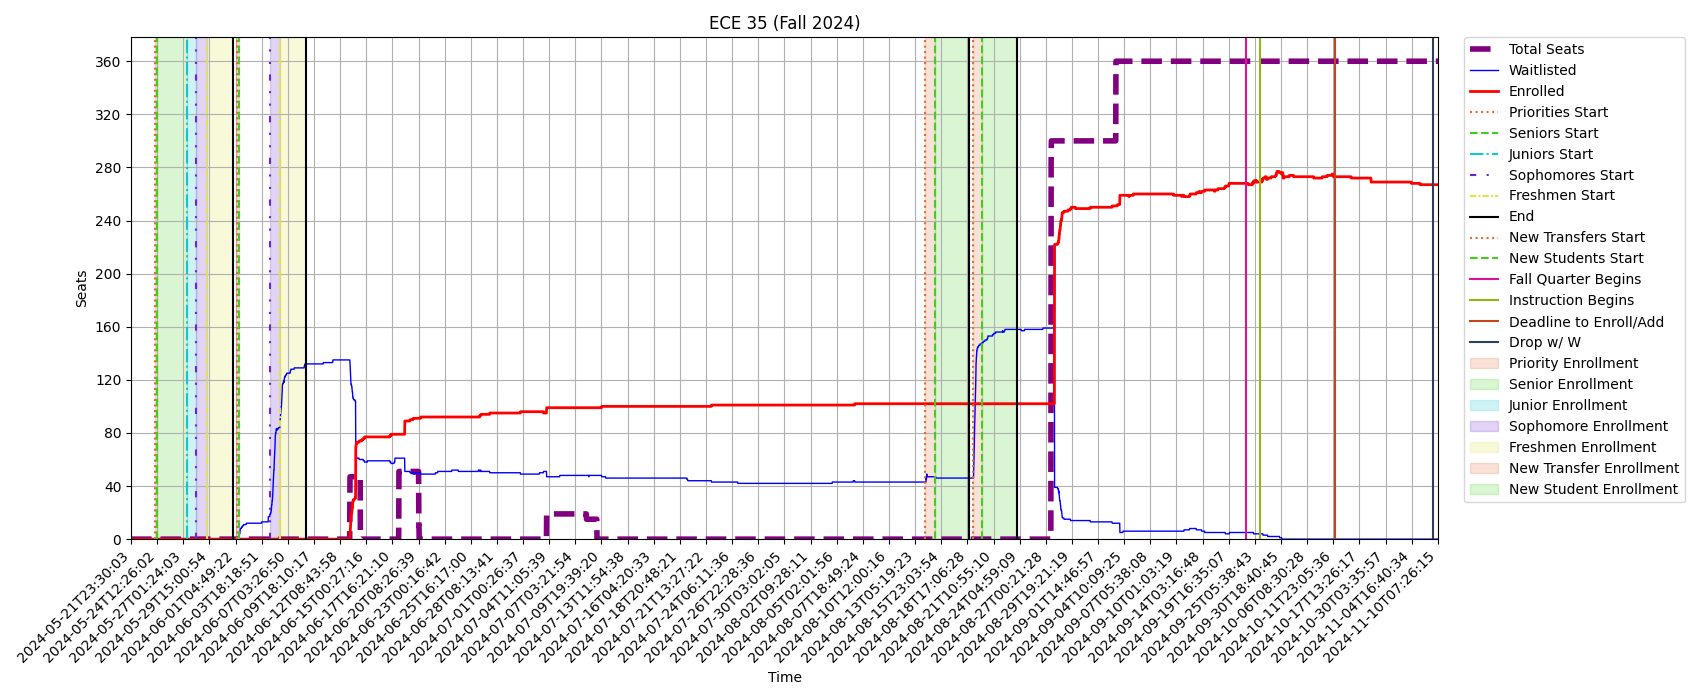 ECE 35 (Fall 2024)
Seats
360
320
280
240
200
160
120
80
40
0
2024-05-21T23:30:03
2024-05-24T12:26:02
2024-05-27T01:24:03
2024-05-29T15:00:54
2024-06-01T04:49:22
2024-06-03T18:18:51
2024-06-07T03:26:50
2024-06-09T18:10:17
2024-06-12T08:43:58
2024-06-15T00:27:16
2024-06-17T16:21:10
2024-06-20T08:26:39
2024-06-23T00:16:42
2024-06-25T16:17:00
2024-06-28T08:13:41
2024-07-01T00:26:37
2024-07-04T11:05:39
2024-07-07T03:21:54
2024-07-09T19:39:20
2024-07-13T11:54:38
2024-07-16T04:20:33
2024-07-18T20:48:21
2024-07-21T13:27:22
2024-07-24T06:11:36
2024-07-26T22:28:36
2024-07-30T03:02:05
2024-08-02T09:28:11
2024-08-05T02:01:56
2024-08-07T18:49:24
2024-08-10T12:00:16
2024-08-13T05:19:23
2024-08-15T23:03:54
2024-08-18T17:06:28
2024-08-21T10:55:10
2024-08-24T04:59:09
2024-08-27T00:21:28
2024-08-29T19:21:19
2024-09-01T14:46:57
2024-09-04T10:09:25
2024-09-07T05:38:08
2024-09-10T01:03:19
2024-09-14T03:16:48
2024-09-19T16:35:07
2024-09-25T05:38:43
2024-09-30T18:40:45
2024-10-06T08:30:28
2024-10-11T23:05:36
2024-10-17T13:26:17
2024-10-30T03:35:57
2024-11-04T16:40:34
2024-11-10T07:26:15
Time
Total Seats
Waitlisted
Enrolled
Priorities Start
Seniors Start
Juniors Start
Sophomores Start
Freshmen Start
End
New Transfers Start
New Students Start
Fall Quarter Begins
Instruction Begins
Deadline to Enroll/Add
Drop w/ W
Priority Enrollment
Senior Enrollment
Junior Enrollment
Sophomore Enrollment
Freshmen Enrollment
New Transfer Enrollment
New Student Enrollment